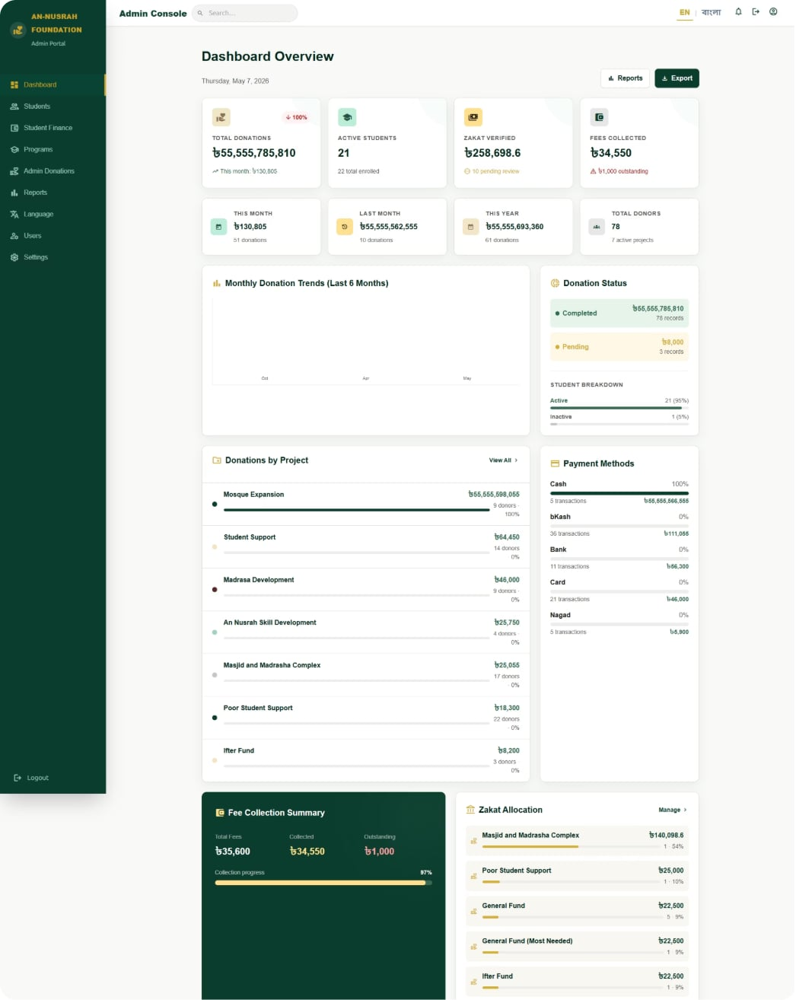 AN-NUSRAH
FOUNDATION
Admin Portal
Dashboard
Students
Student Finance
Programs
Admin Donations
Reports
Language
Users
Settings
Logout
Admin Console
Search...
EN | বাংলা
Dashboard Overview
Thursday, May 7, 2026
Reports
Export
100%
TOTAL DONATIONS
৳55,555,785,810
This month: ৳130,805
ACTIVE STUDENTS
21
22 total enrolled
ZAKAT VERIFIED
৳258,698.6
10 pending review
FEES COLLECTED
৳34,550
৳1,000 outstanding
THIS MONTH
৳130,805
51 donations
LAST MONTH
৳55,555,562,555
10 donations
THIS YEAR
৳55,555,693,360
61 donations
TOTAL DONORS
78
7 active projects
Monthly Donation Trends (Last 6 Months)
Oct Apr May
Donation Status
Completed ৳55,555,785,810
78 records
Pending ৳8,000
3 records
STUDENT BREAKDOWN
Active 21 (95%)
Inactive 1 (5%)
Donations by Project View All
Mosque Expansion ৳55,555,598,055
9 donors ·
100%
Student Support ৳64,450
14 donors
· 0%
Madrasa Development ৳46,000
9 donors ·
0%
An Nusrah Skill Development ৳25,750
4 donors ·
0%
Masjid and Madrasha Complex ৳25,055
17 donors
· 0%
Poor Student Support ৳18,300
22 donors
· 0%
Ifter Fund ৳8,200
3 donors ·
0%
Payment Methods
Cash 100%
5 transactions ৳55,555,566,555
bKash 0%
36 transactions ৳111,055
Bank 0%
11 transactions ৳56,300
Card 0%
21 transactions ৳46,000
Nagad 0%
5 transactions ৳5,900
Fee Collection Summary
Total Fees Collected Outstanding
৳35,600 ৳34,550 ৳1,000
Collection progress 97%
Zakat Allocation Manage
Masjid and Madrasha Complex ৳140,098.6
1 · 54%
Poor Student Support ৳25,000
1 · 10%
General Fund ৳22,500
5 · 9%
General Fund (Most Needed) ৳22,500
1 · 9%
Ifter Fund ৳22,500
1 · 9%